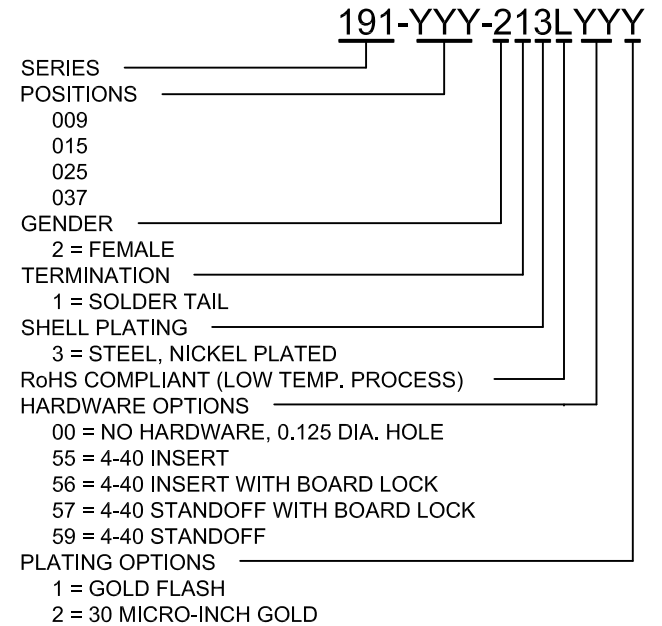 191-YYY-213LYYY
SERIES
POSITIONS
009
015
025
037
GENDER
2 = FEMALE
TERMINATION
1 = SOLDER TAIL
SHELL PLATING
3 = STEEL, NICKEL PLATED
RoHS COMPLIANT (LOW TEMP. PROCESS)
HARDWARE OPTIONS
00 = NO HARDWARE, 0.125 DIA. HOLE
55 = 4-40 INSERT
56 = 4-40 INSERT WITH BOARD LOCK
57 = 4-40 STANDOFF WITH BOARD LOCK
59 = 4-40 STANDOFF
PLATING OPTIONS
1 = GOLD FLASH
2 = 30 MICRO-INCH GOLD